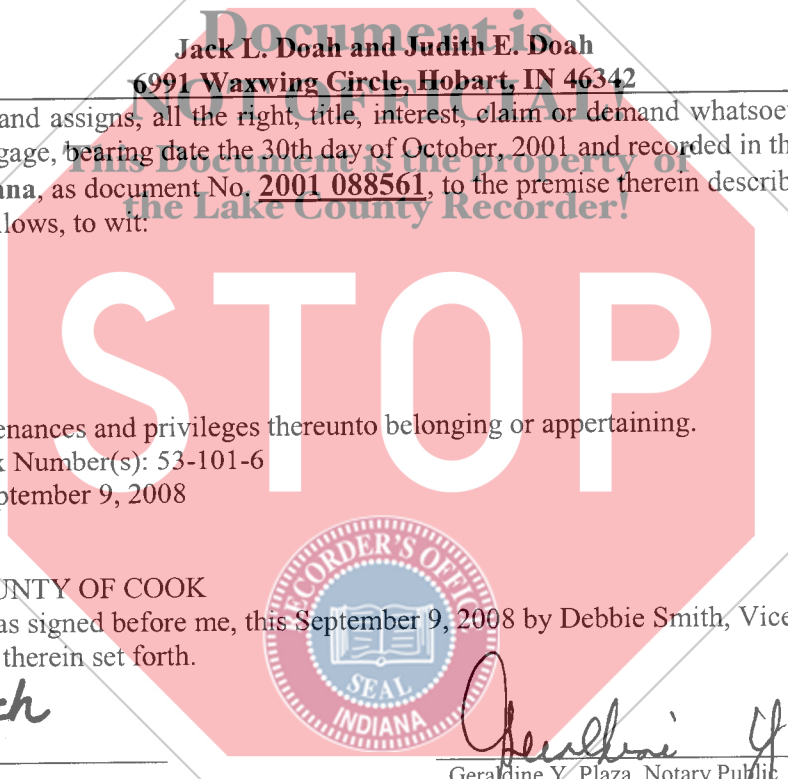 Document is
Jack L. Doah and Judith E. Doah
6991 Waxwing Circle, Hobart, IN 46342
NOT OFFICIAL!
and assigns, all the right, title, interest, claim or demand whatsoev
gage, bearing date the 30th day of October, 2001 and recorded in th
This Document is the property of
ana, as document No. 2001 088561, to the premise therein describ
the Lake County Recorder!
llows, to wit:
STOP
enances and privileges thereunto belonging or appertaining.
x Number(s): 53-101-6
ptember 9, 2008
RECORDER'S OFFIC
UNTY OF COOK
as signed before me, this September 9, 2008 by Debbie Smith, Vice
therein set forth.
SEAL
INDIANA
th
Geraldine Y
Geraldine Y. Plaza, Notary Public